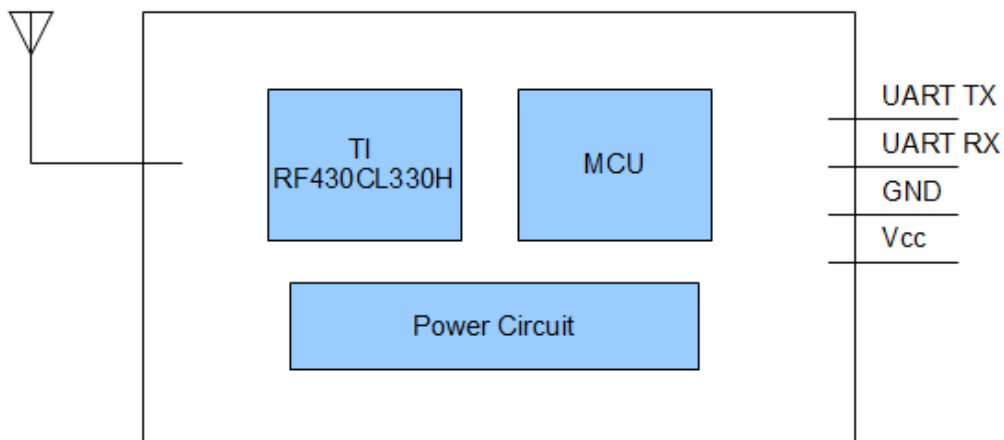 UART TX
TI
RF430CL330H
MCU
UART RX
GND
Vcc
Power Circuit